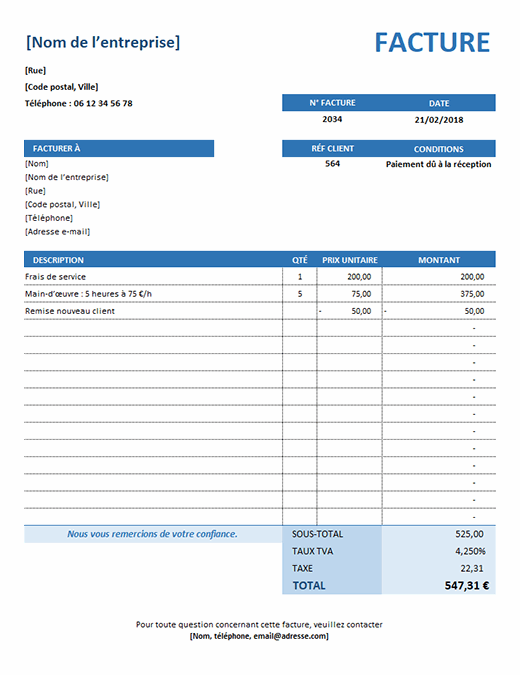 [Nom de l'entreprise] FACTURE
[Rue]
[Code postal, Ville]
Téléphone : 06 12 34 56 78
N° FACTURE DATE
2034 21/02/2018
FACTURER À RÉF CLIENT CONDITIONS
[Nom] 564 Paiement dû à la réception
[Nom de l'entreprise]
[Rue]
[Code postal, Ville]
[Téléphone]
[Adresse e-mail]
DESCRIPTION QTÉ PRIX UNITAIRE MONTANT
Frais de service 1 200,00 200,00
Main-d'œuvre : 5 heures à 75 €/h 5 75,00 375,00
Remise nouveau client - 50,00 - 50,00
-
-
-
-
-
-
-
-
-
-
-
-
Nous vous remercions de votre confiance. SOUS-TOTAL 525,00
TAUX TVA 4,250%
TAXE 22,31
TOTAL 547,31 €
Pour toute question concernant cette facture, veuillez contacter
[Nom, téléphone, email@adresse.com]